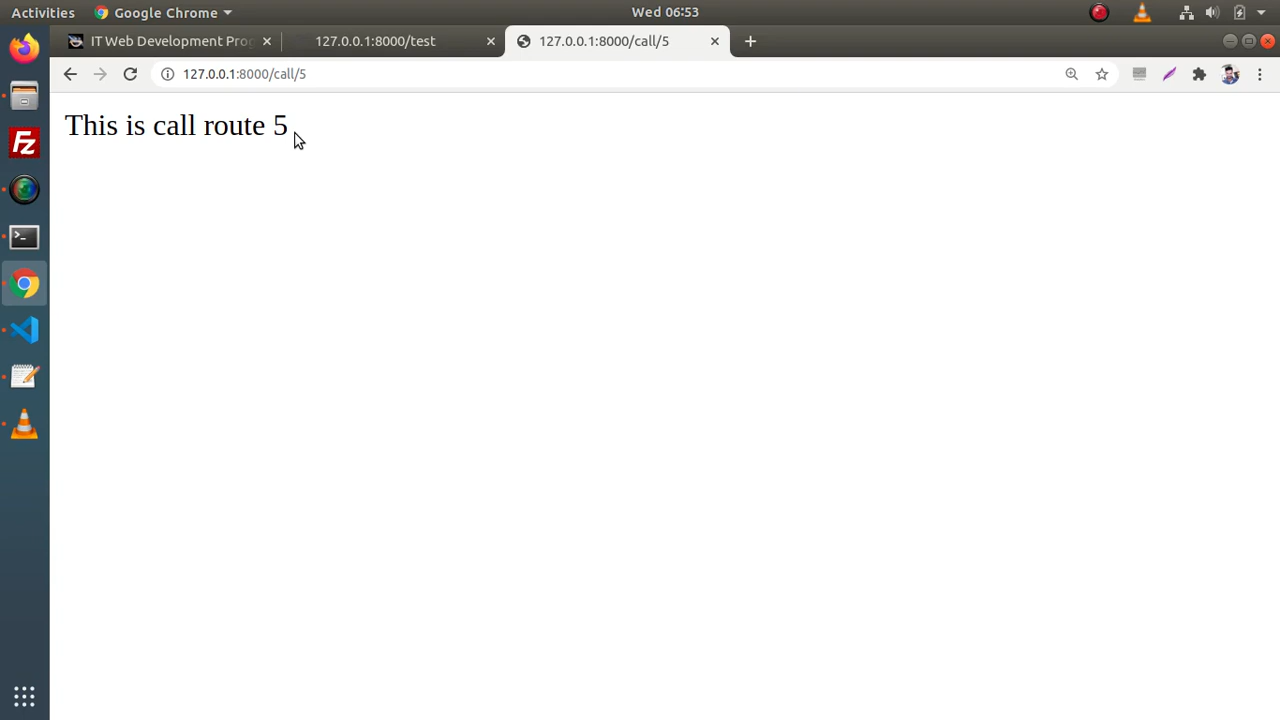 Activities
Google Chrome
Wed 06:53
IT Web Development Prog
127.0.0.1:8000/test
127.0.0.1:8000/call/5
127.0.0.1:8000/call/5
This is call route 5